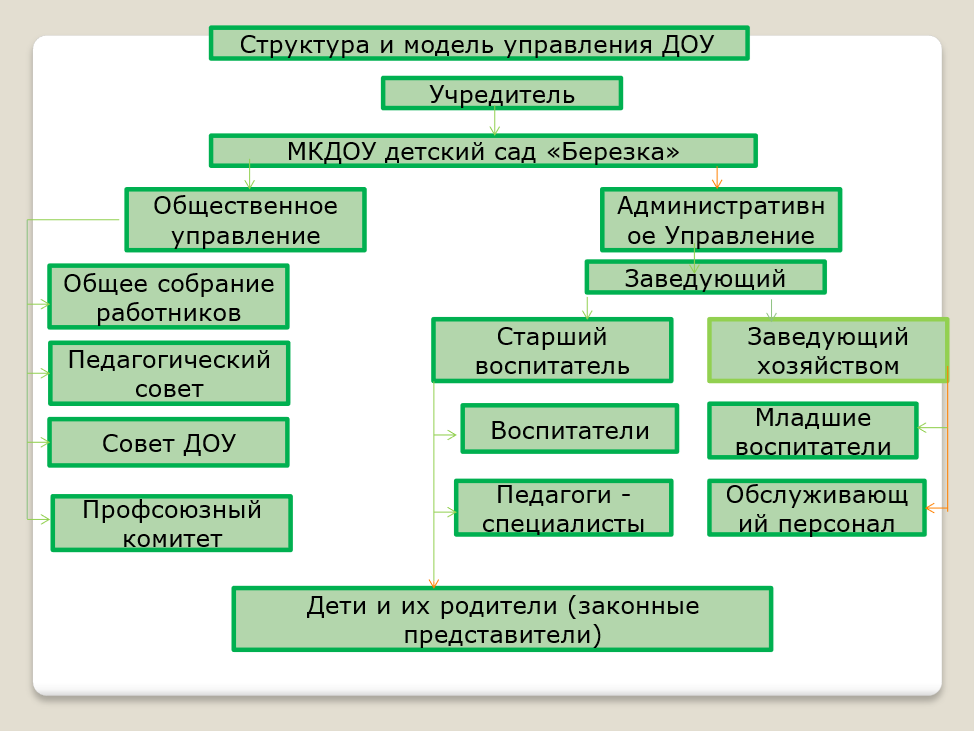 Структура и модель управления ДОУ
Учредитель
МКДОУ детский сад «Березка»
Общественное
управление
Административн
ое Управление
Заведующий
Общее собрание
работников
Педагогический
совет
Совет ДОУ
Профсоюзный
комитет
Старший
воспитатель
Заведующий
хозяйством
Воспитатели
Младшие
воспитатели
Педагоги -
специалисты
Обслуживающ
ий персонал
Дети и их родители (законные
представители)